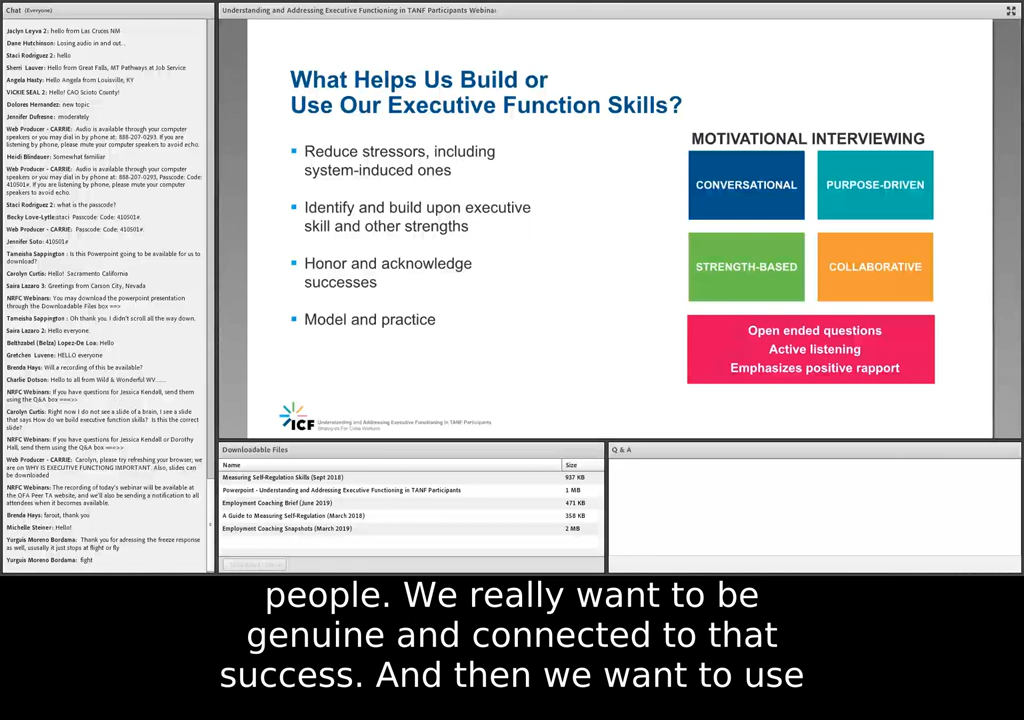 Chat (Everyone)
Jaclyn Leyva 2: hello from Las Cruces NM
Dane Hutchinson: Losing audio in and out...
Staci Rodriguez 2: hello
Sherri Lauver: Hello from Great Falls, MT Pathways at Job Service
Angela Hasty: Hello Angela from Louisville, KY
VICKIE SEAL 2: Hello! CAO Scioto County!
Dolores Hernandez: new topic
Jennifer Dufresne: moderately
Web Producer - CARRIE: Audio is available through your computer
speakers or you may dial in by phone at: 888-207-0293. If you are
listening by phone, please mute your computer speakers to avoid echo.
Heidi Blindauer: Somewhat familiar
Web Producer - CARRIE: Audio is available through your computer
speakers or you may dial in by phone at: 888-207-0293, Passcode: Code:
410501#. If you are listening by phone, please mute your computer
speakers to avoid echo.
Staci Rodriguez 2: what is the passcode?
Becky Love-Lytle:staci Passcode: Code: 410501#.
Web Producer - CARRIE: Passcode: Code: 410501#.
Jennifer Soto: 410501#
Tameisha Sappington : Is this Powerpoint going to be available for us to
download?
Carolyn Curtis: Hello! Sacramento California
Saira Lazaro 3: Greetings from Carson City, Nevada
NRFC Webinars: You may download the powerpoint presentation
through the Downloadable Files box ==>
Tameisha Sappington : Oh thank you. I didn't scroll all the way down.
Saira Lazaro 2: Hello everyone.
Belthzabel (Belza) Lopez-De Loa: Hello
Gretchen Luvene: HELLO everyone
Brenda Hays: Will a recording of this be available?
Charlie Dotson: Hello to all from Wild & Wonderful WV......
NRFC Webinars: If you have questions for Jessica Kendall, send them
using the Q&A box ===>>
Carolyn Curtis: Right now I do not see a slide of a brain, I see a slide
that says How do we build executive skills? Is this the correct
slide?
NRFC Webinars: If you have questions for Jessica Kendall or Dorothy
Hall, send them using the Q&A box ===>>
Web Producer - CARRIE: Carolyn, please try refreshing your browser; we
are on WHY IS EXECUTIVE FUNCTIONG IMPORTANT. Also, slides can
be downloaded
NRFC Webinars: The recording of today's webinar will be available at
the OFA Peer TA website, and we'll also be sending a notification to all
attendees when it becomes available.
Brenda Hays: farout, thank you
Michelle Steiner: Hello!
Yurguis Moreno Bordama: Thank you for adressing the freeze response
as well, ususally it just stops at flight or fly
Yurguis Moreno Bordama: fight
Understanding and Addressing Executive Functioning in TANF Participants Webinar
What Helps Us Build or
Use Our Executive Function Skills?
Reduce stressors, including
system-induced ones
Identify and build upon executive
skill and other strengths
Honor and acknowledge
successes
Model and practice
MOTIVATIONAL INTERVIEWING
CONVERSATIONAL
PURPOSE-DRIVEN
STRENGTH-BASED
COLLABORATIVE
Open ended questions
Active listening
Emphasizes positive rapport
ICF
Understanding and Addressing Executive Functioning in TANF Participants
Strategies For Case Workers
Downloadable Files
Name Size
Measuring Self-Regulation Skills (Sept 2018) 937 KB
Powerpoint - Understanding and Addressing Executive Functioning in TANF Participants 1 MB
Employment Coaching Brief (June 2019) 471 KB
A Guide to Measuring Self-Regulation (March 2018) 358 KB
Employment Coaching Snapshots (March 2019) 2 MB
Q & A
people. We really want to be
genuine and connected to that
success. And then we want to use